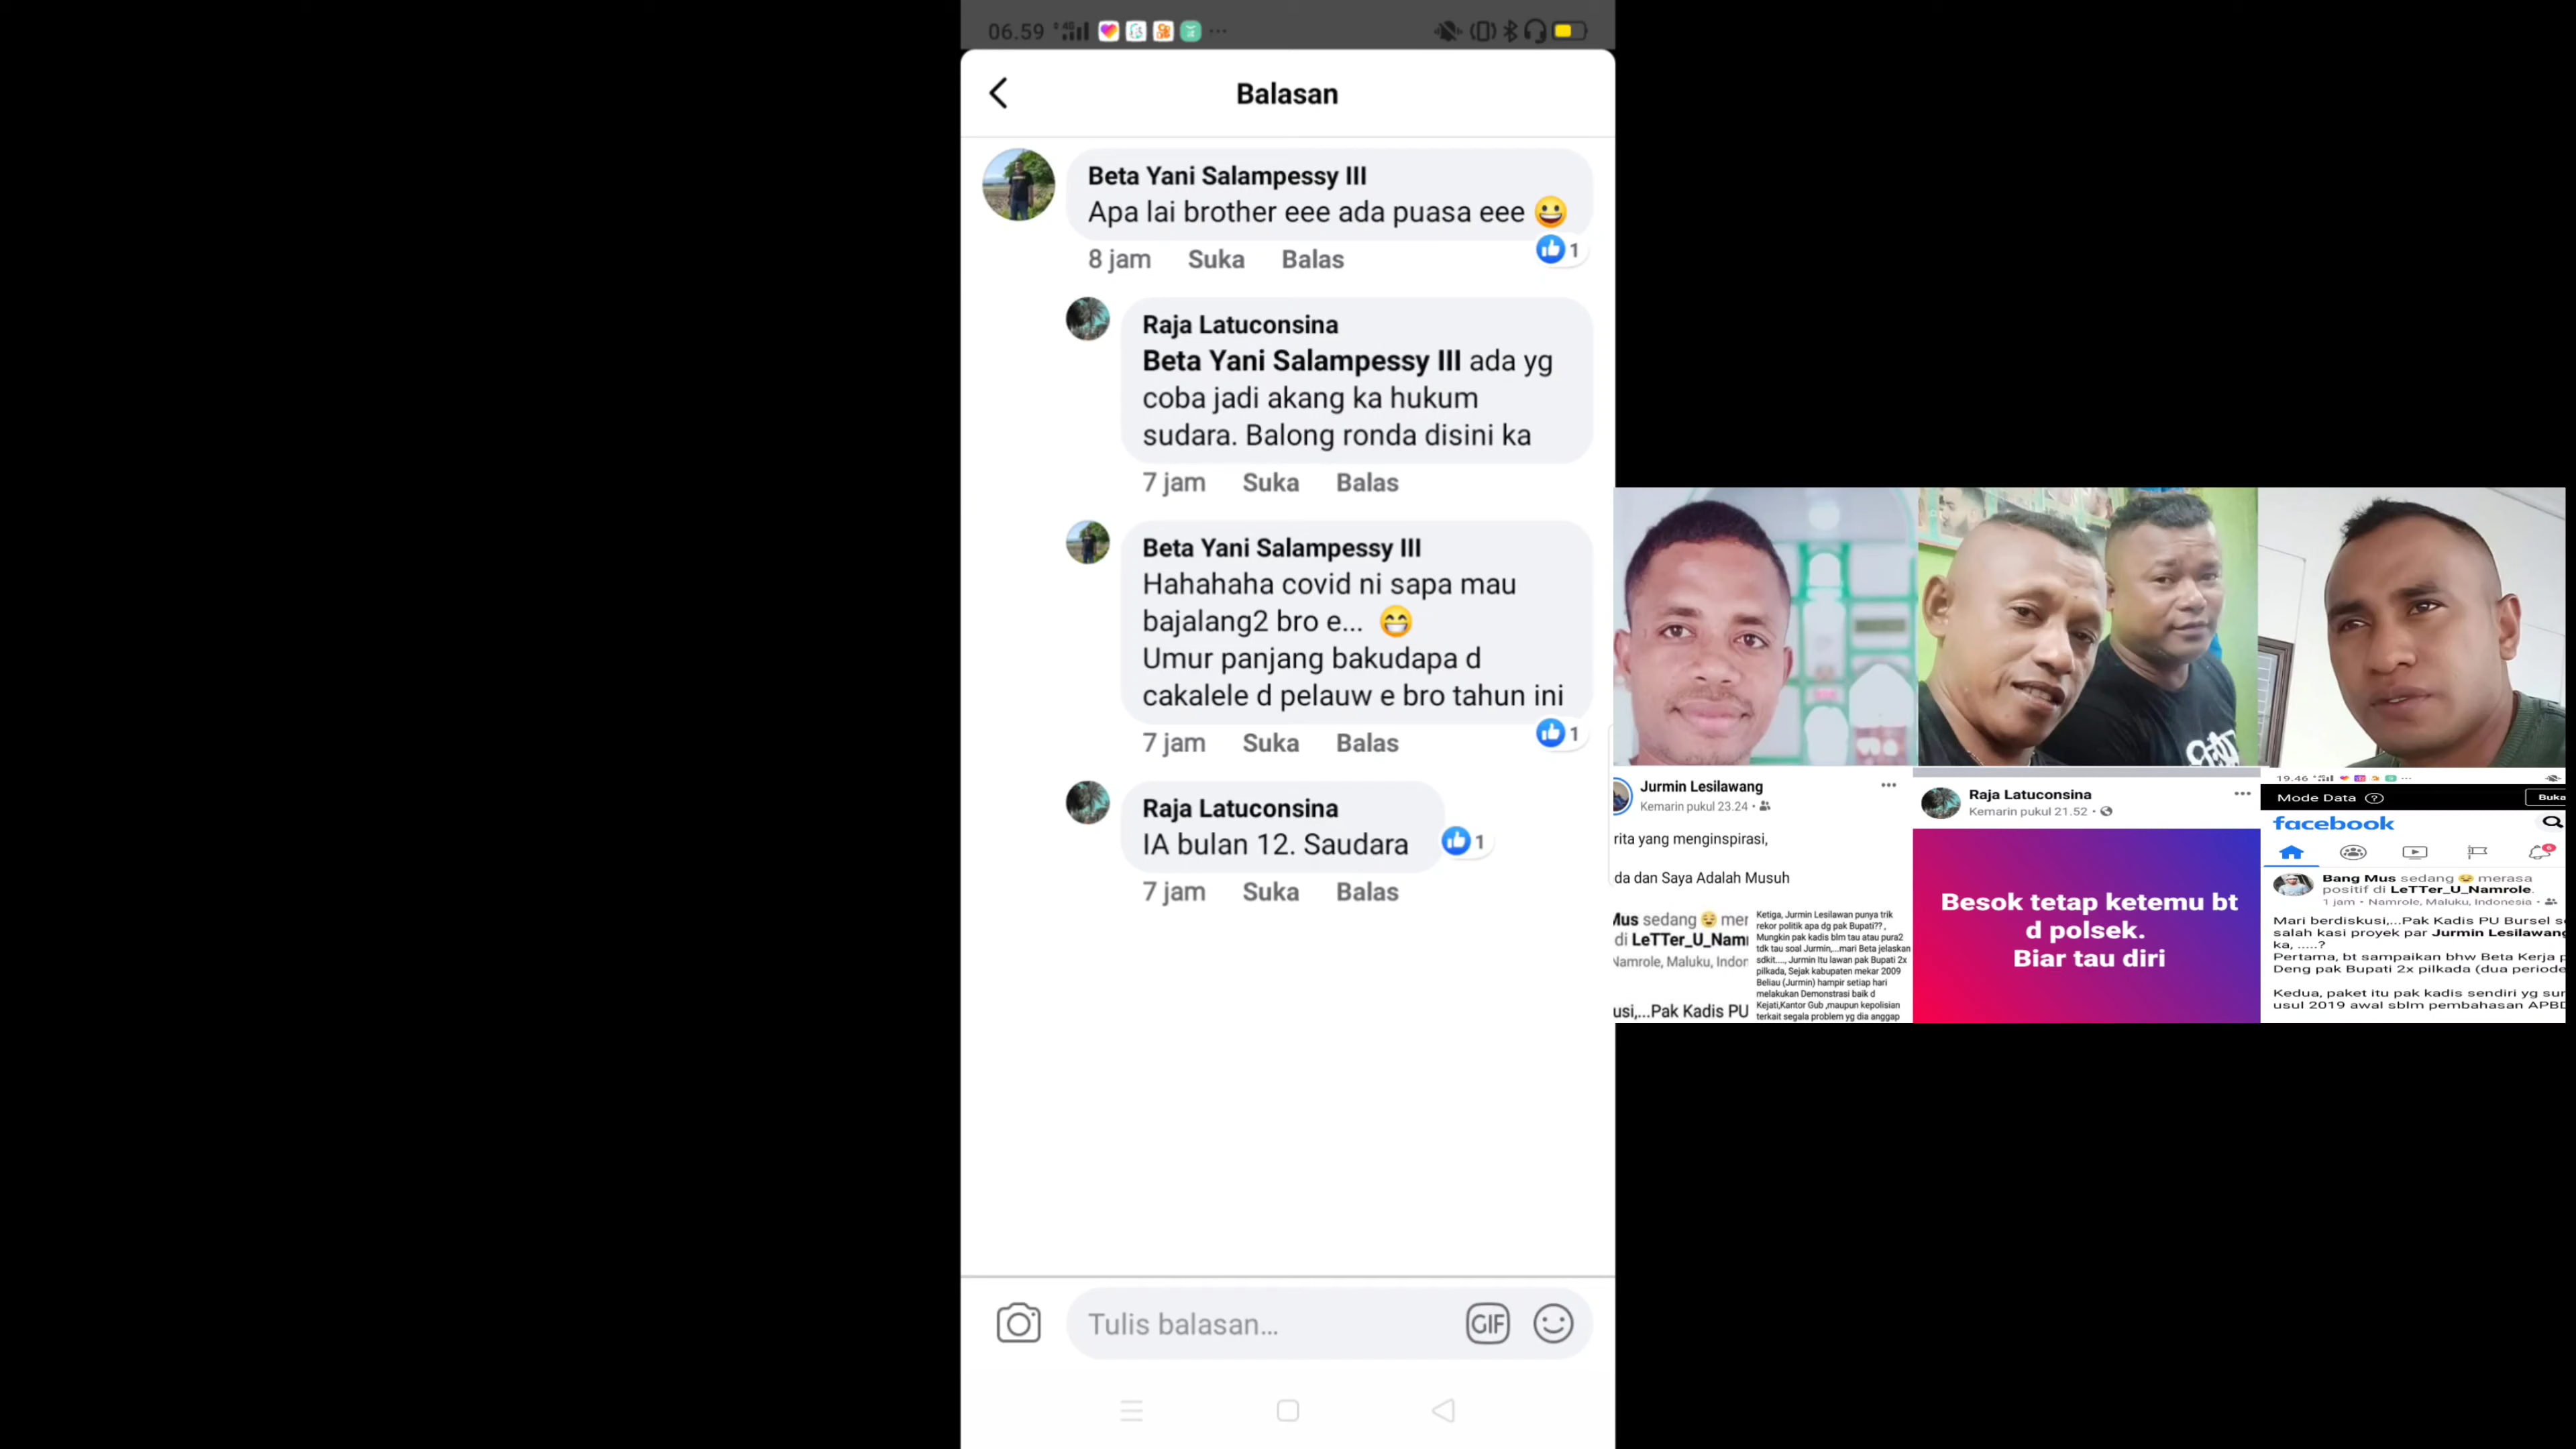 06.59
Balasan
Beta Yani Salampessy III
Apa lai brother eee ada puasa eee 😀
1
8 jam Suka Balas
Raja Latuconsina
Beta Yani Salampessy III ada yg
coba jadi akang ka hukum
sudara. Balong ronda disini ka
7 jam Suka Balas
Beta Yani Salampessy III
Hahahaha covid ni sapa mau
bajalang2 bro e... 😁
Umur panjang bakudapa d
cakalele d pelauw e bro tahun ini
1
7 jam Suka Balas
Raja Latuconsina
IA bulan 12. Saudara
1
7 jam Suka Balas
Tulis balasan...
GIF
Jurmin Lesilawang
Kemarin pukul 23.24
rita yang menginspirasi,
da dan Saya Adalah Musuh
Mus sedang mer
di LeTTer_U_Nam
Namrole, Maluku, Indon
usi,...Pak Kadis PU
Ketiga, Jurmin Lesilawan punya trik
rekor politik apa dg pak Bupati?? ,
Mungkin pak kadis blm tau atau pura2
tdk tau soal Jurmin,...mari Beta jelaskan
sdkit...., Jurmin Itu lawan pak Bupati 2x
pilkada, Sejak kabupaten mekar 2009
Beliau (Jurmin) hampir setiap hari
melakukan Demonstrasi baik d
Kejati,Kantor Gub ,maupun kepolisian
terkait segala problem yg dia anggap
Raja Latuconsina
Kemarin pukul 21.52
Besok tetap ketemu bt
d polsek.
Biar tau diri
19.46
Mode Data
Buka
facebook
6
Bang Mus sedang 😌 merasa
positif di LeTTer_U_Namrole.
1 jam • Namrole, Maluku, Indonesia
Mari berdiskusi,...Pak Kadis PU Bursel s
salah kasi proyek par Jurmin Lesilawang
ka, .....?
Pertama, bt sampaikan bhw Beta Kerja p
Deng pak Bupati 2x pilkada (dua periode
Kedua, paket itu pak kadis sendiri yg sur
usul 2019 awal sblm pembahasan APBD